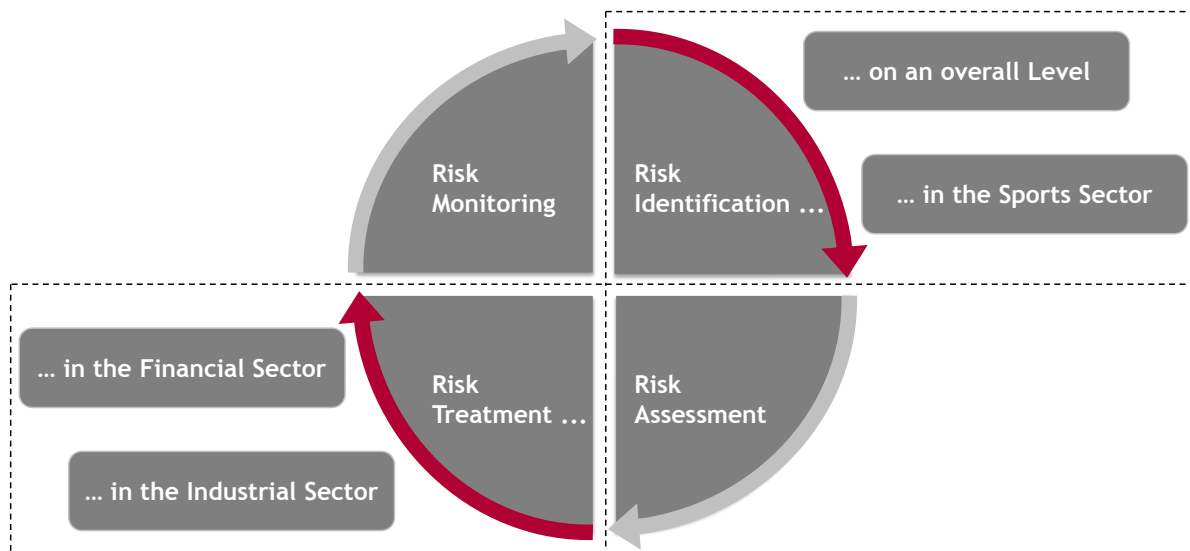 … on an overall Level
Risk
Monitoring
Risk
Identification ...
… in the Sports Sector
… in the Financial Sector
Risk
Treatment ...
Risk
Assessment
… in the Industrial Sector